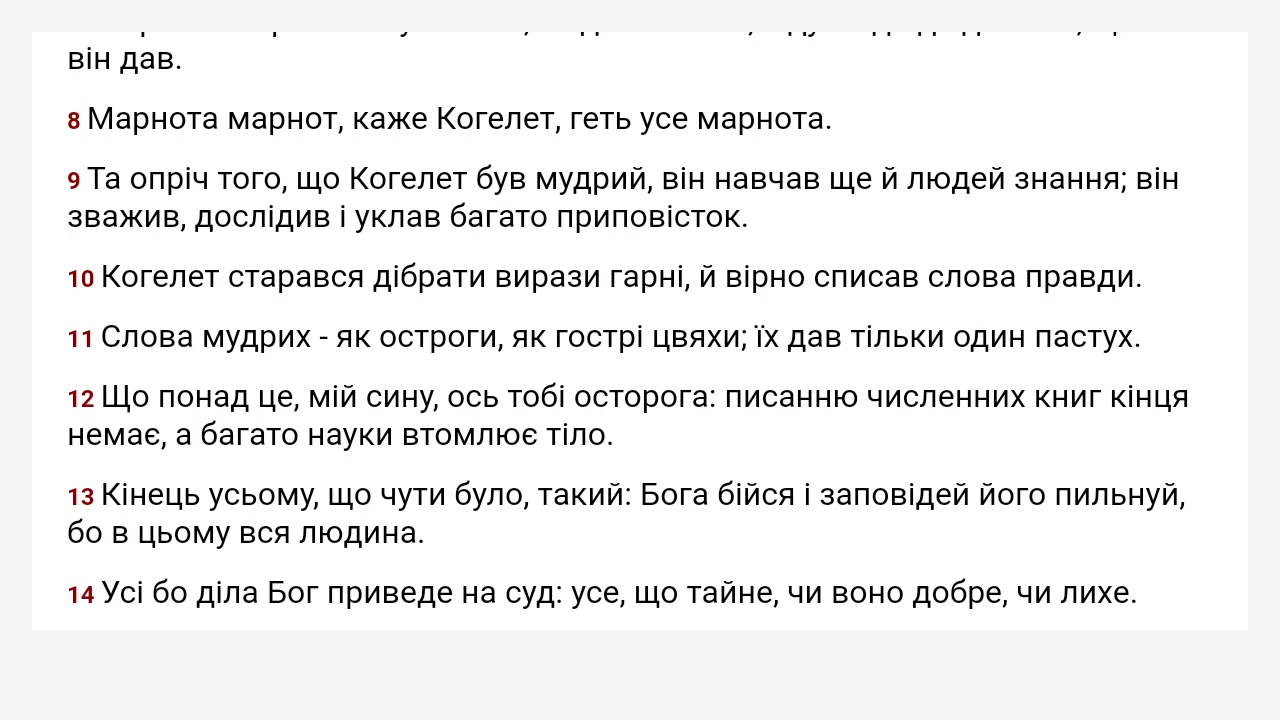 він дав.
8 Марнота марнот, каже Когелет, геть усе марнота.
9 Та опріч того, що Когелет був мудрий, він навчав ще й людей знання; він
зважив, дослідив і уклав багато приповісток.
10 Когелет старався дібрати вирази гарні, й вірно списав слова правди.
11 Слова мудрих - як остроги, як гострі цвяхи; їх дав тільки один пастух.
12 Що понад це, мій сину, ось тобі осторога: писанню численних книг кінця
немає, а багато науки втомлює тіло.
13 Кінець усьому, що чути було, такий: Бога бійся і заповідей його пильнуй,
бо в цьому вся людина.
14 Усі бо діла Бог приведе на суд: усе, що тайне, чи воно добре, чи лихе.